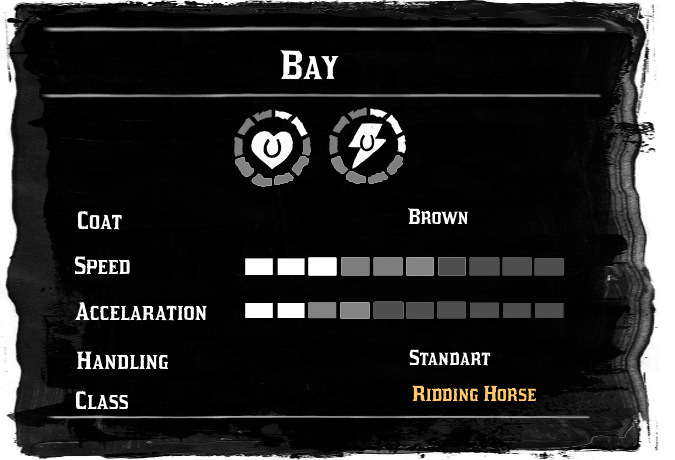 Bay
Coat Brown
Speed
Accelaration
Handling Standart
Class Ridding Horse